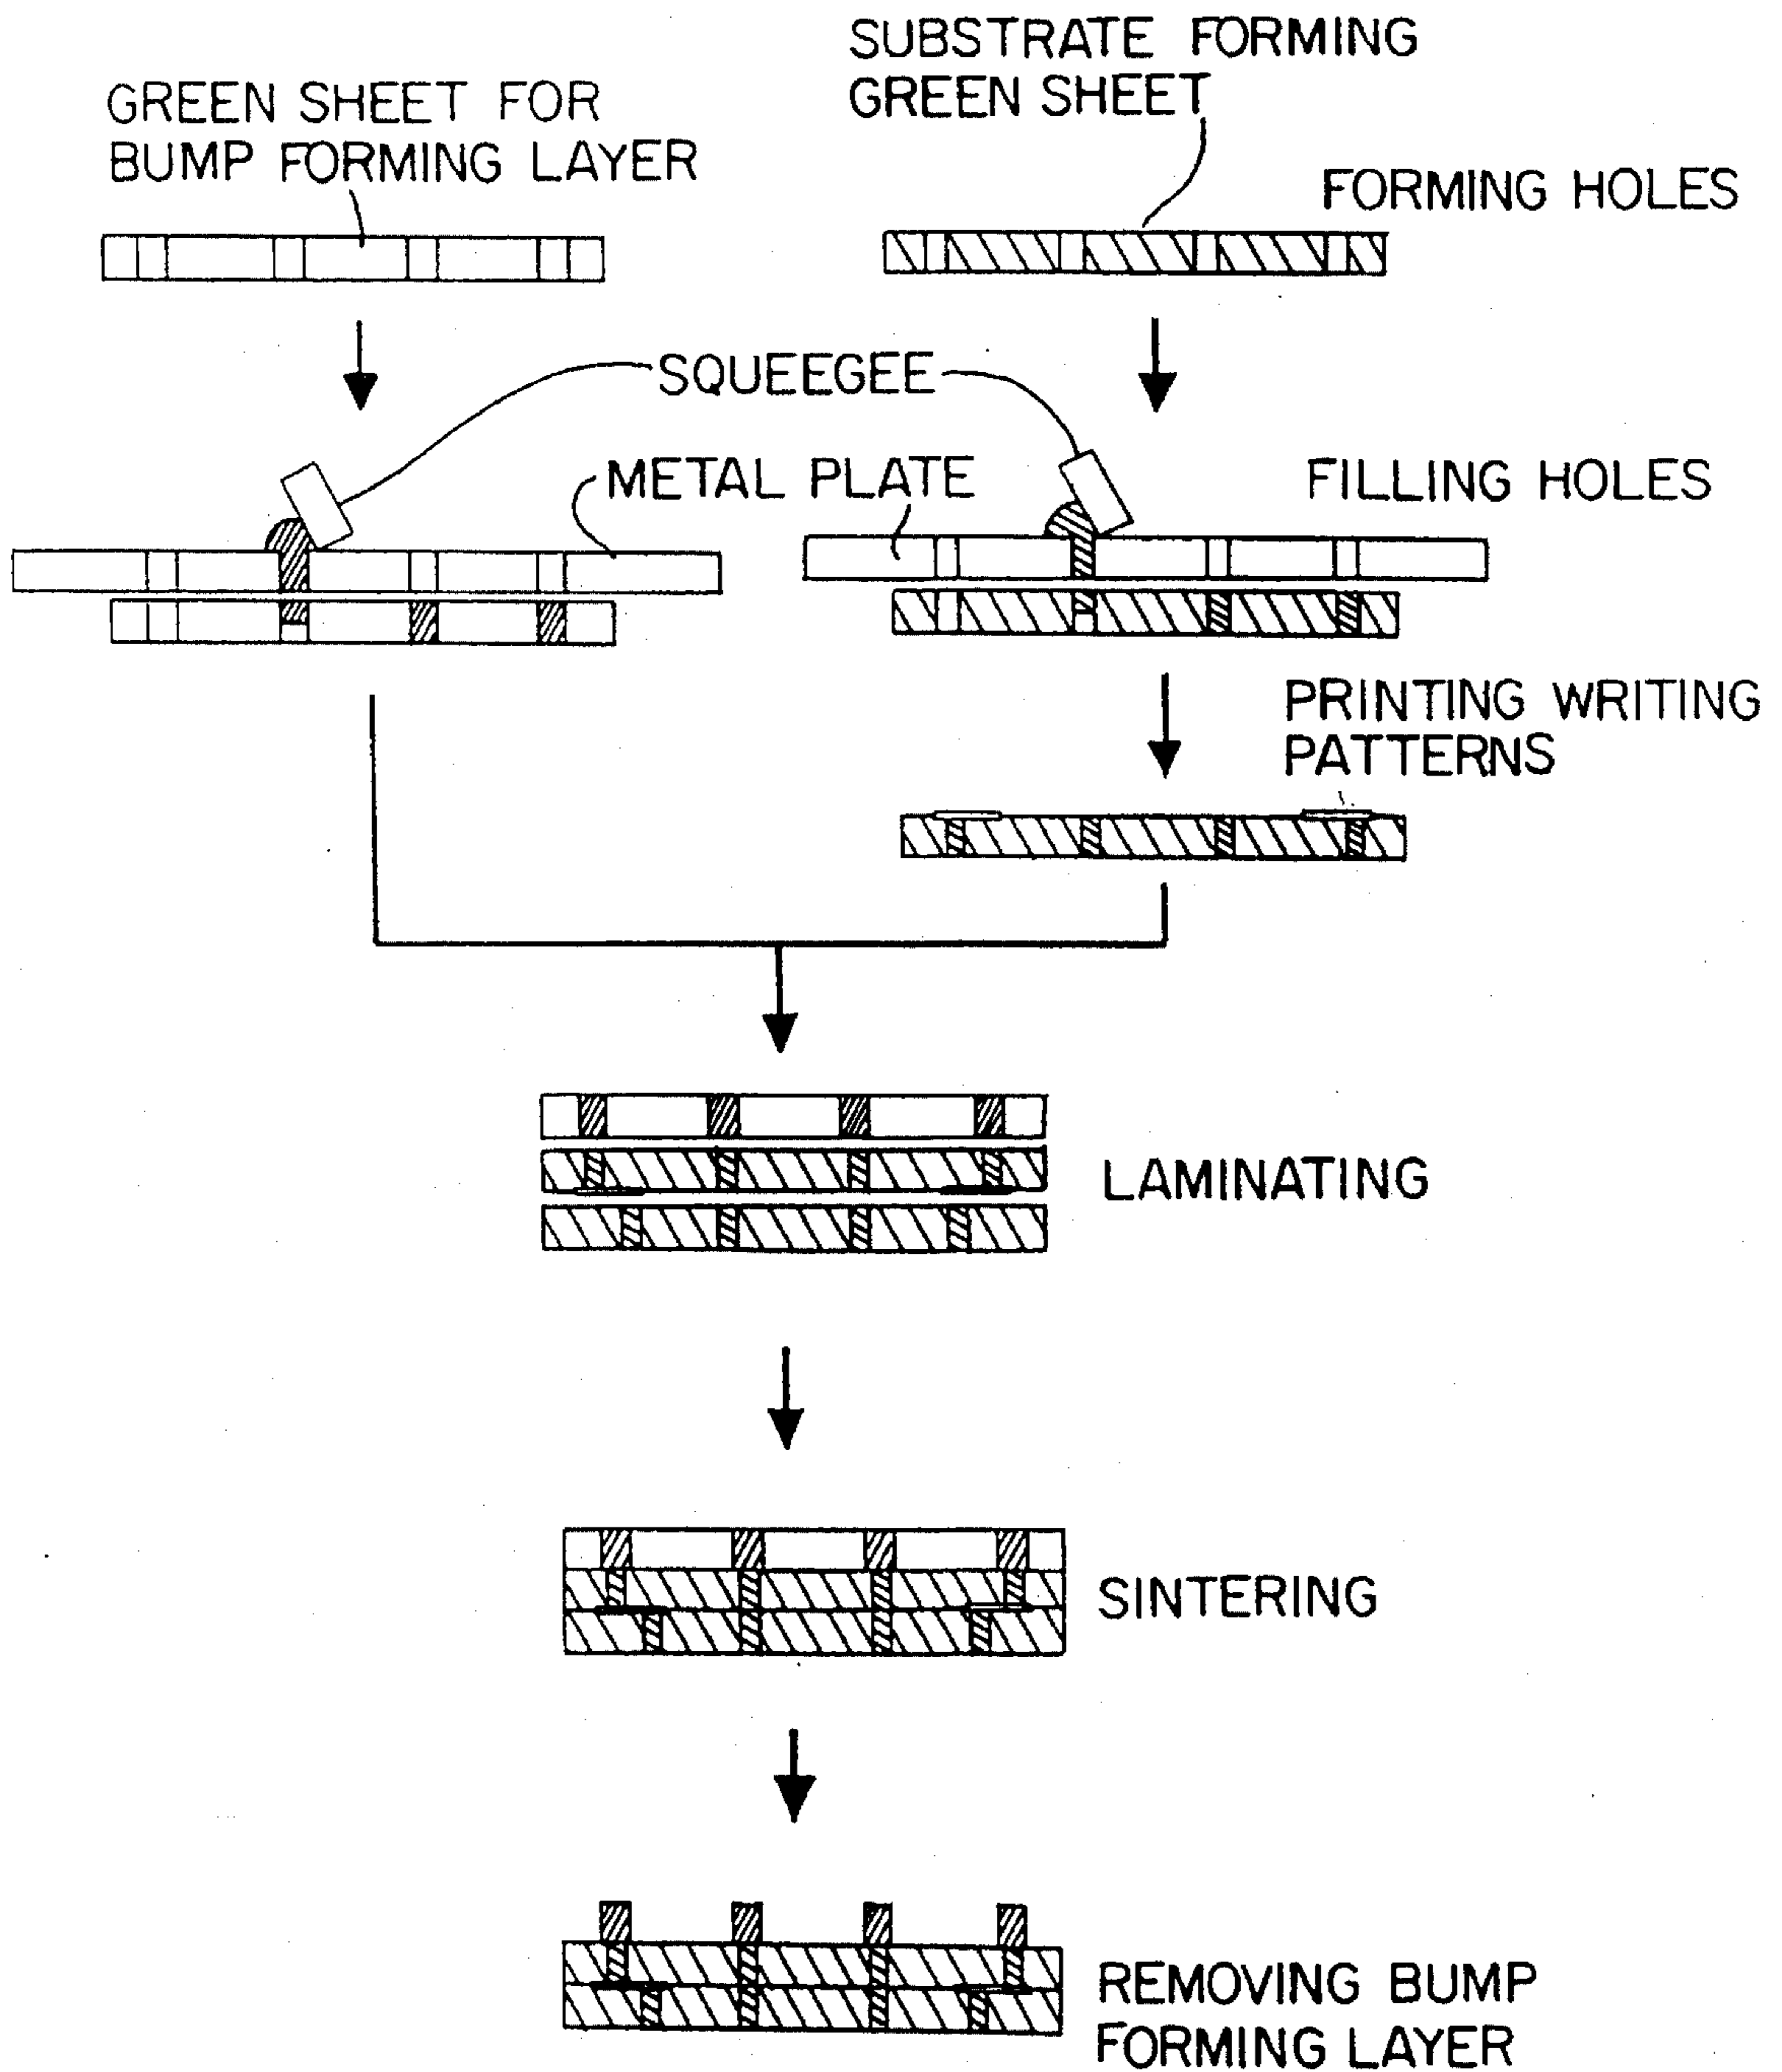 SUBSTRATE FORMING
GREEN SHEET
GREEN SHEET FOR
BUMP FORMING LAYER
FORMING HOLES
SQUEEGEE
METAL PLATE
FILLING HOLES
PRINTING WRITING
PATTERNS
LAMINATING
SINTERING
REMOVING BUMP
FORMING LAYER